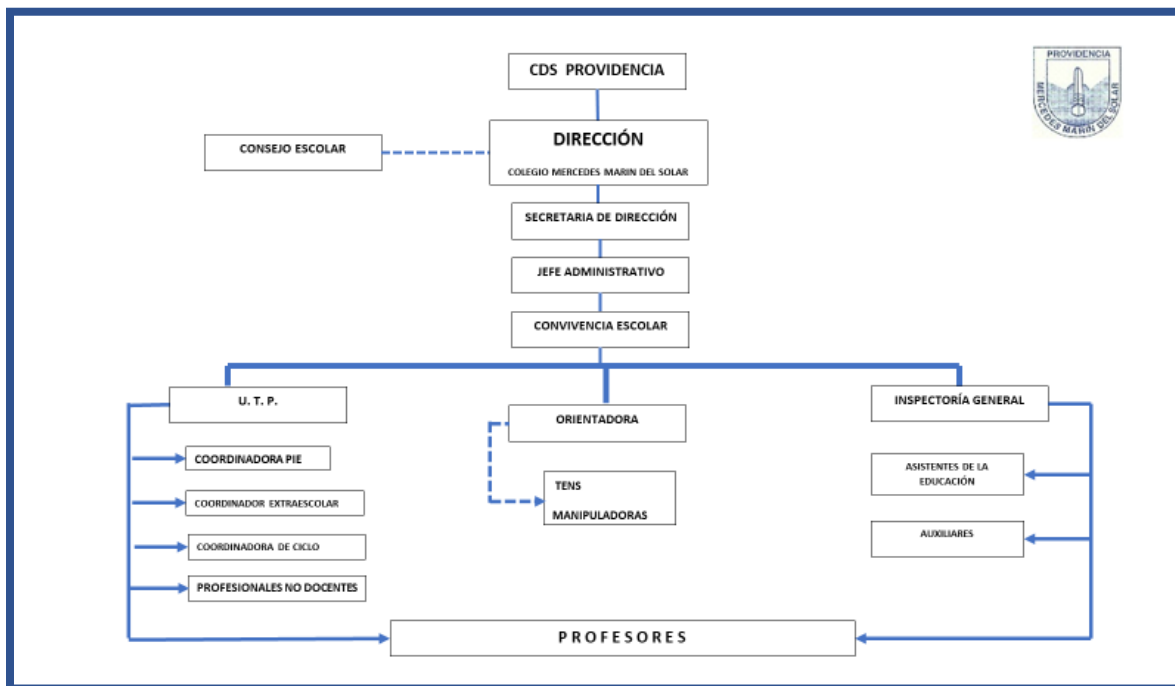 CDS PROVIDENCIA
PROVIDENCIA
MERCEDES MARIN DEL SOLAR
CONSEJO ESCOLAR
DIRECCIÓN
COLEGIO MERCEDES MARIN DEL SOLAR
SECRETARIA DE DIRECCIÓN
JEFE ADMINISTRATIVO
CONVIVENCIA ESCOLAR
U. T. P.
ORIENTADORA
INSPECTORÍA GENERAL
COORDINADORA PIE
COORDINADOR EXTRAESCOLAR
COORDINADORA DE CICLO
PROFESIONALES NO DOCENTES
TENS
MANIPULADORAS
ASISTENTES DE LA
EDUCACIÓN
AUXILIARES
P R O F E S O R E S